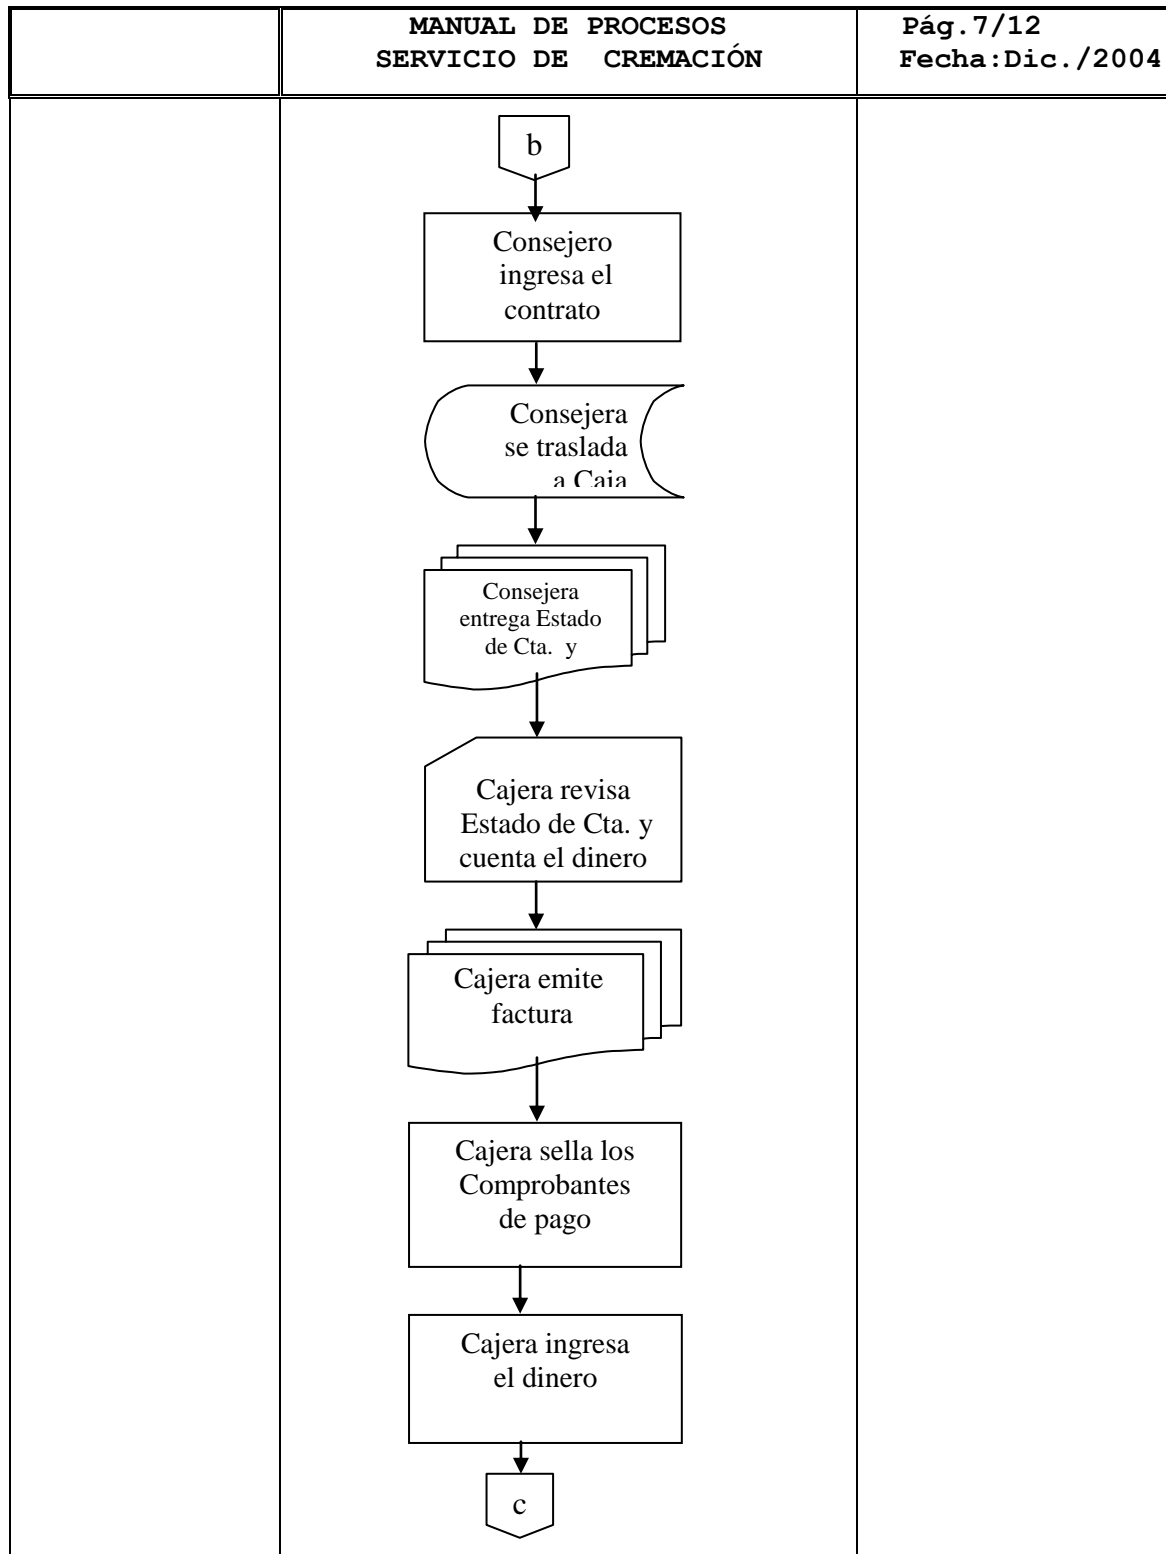 MANUAL DE PROCESOS
SERVICIO DE CREMACIÓN
Pág.7/12
Fecha:Dic./2004
b
Consejero
ingresa el
contrato
Consejera
se traslada
a Caja
Consejera
entrega Estado
de Cta. y
Cajera revisa
Estado de Cta. y
cuenta el dinero
Cajera emite
factura
Cajera sella los
Comprobantes
de pago
Cajera ingresa
el dinero
c